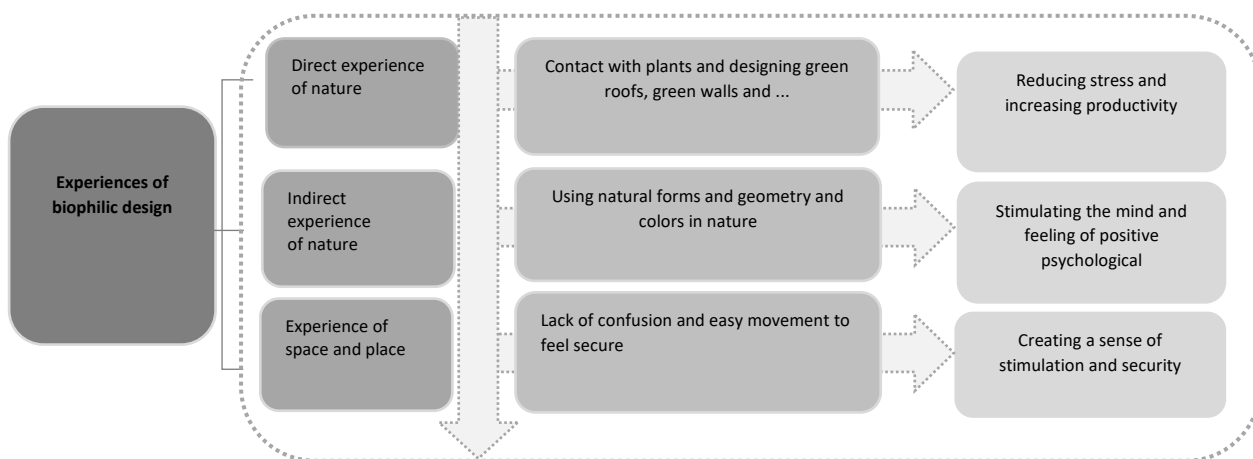 Experiences of
biophilic design
Direct experience
of nature
Contact with plants and designing green
roofs, green walls and ...
Reducing stress and
increasing productivity
Indirect
experience
of nature
Using natural forms and geometry and
colors in nature
Stimulating the mind and
feeling of positive
psychological
Experience of
space and place
Lack of confusion and easy movement to
feel secure
Creating a sense of
stimulation and security